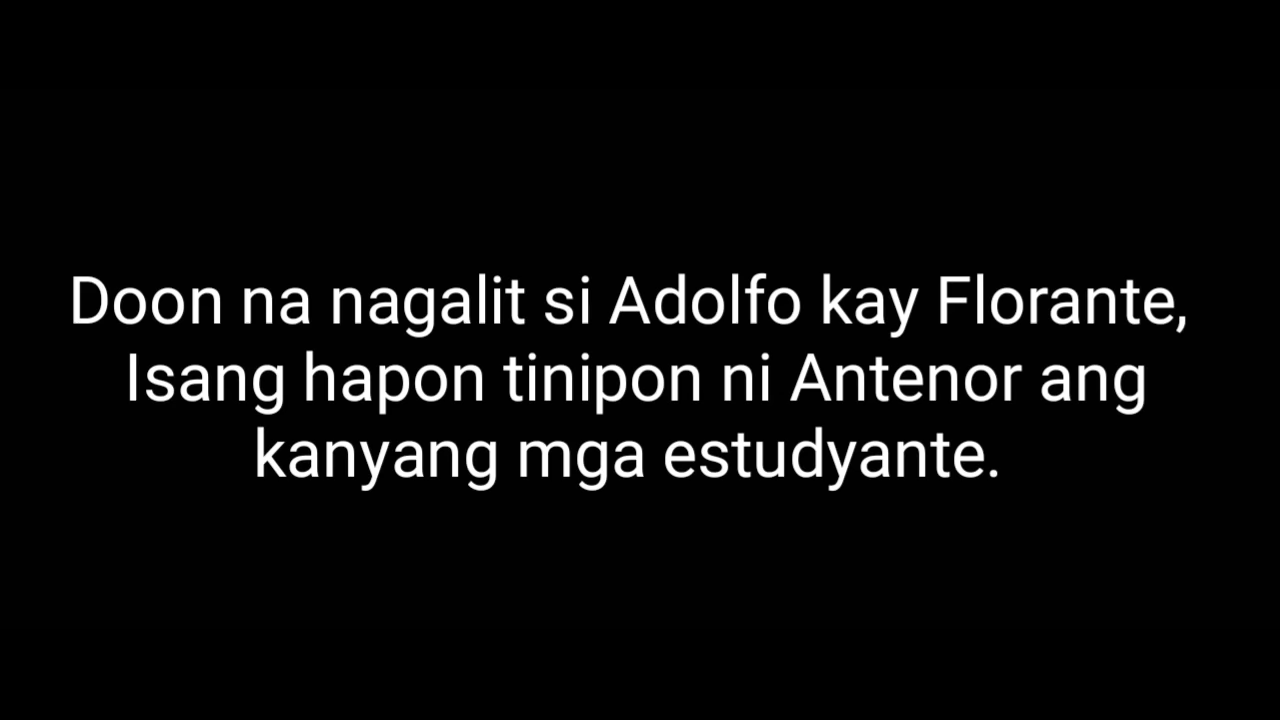 Doon na nagalit si Adolfo kay Florante,
Isang hapon tinipon ni Antenor ang
kanyang mga estudyante.